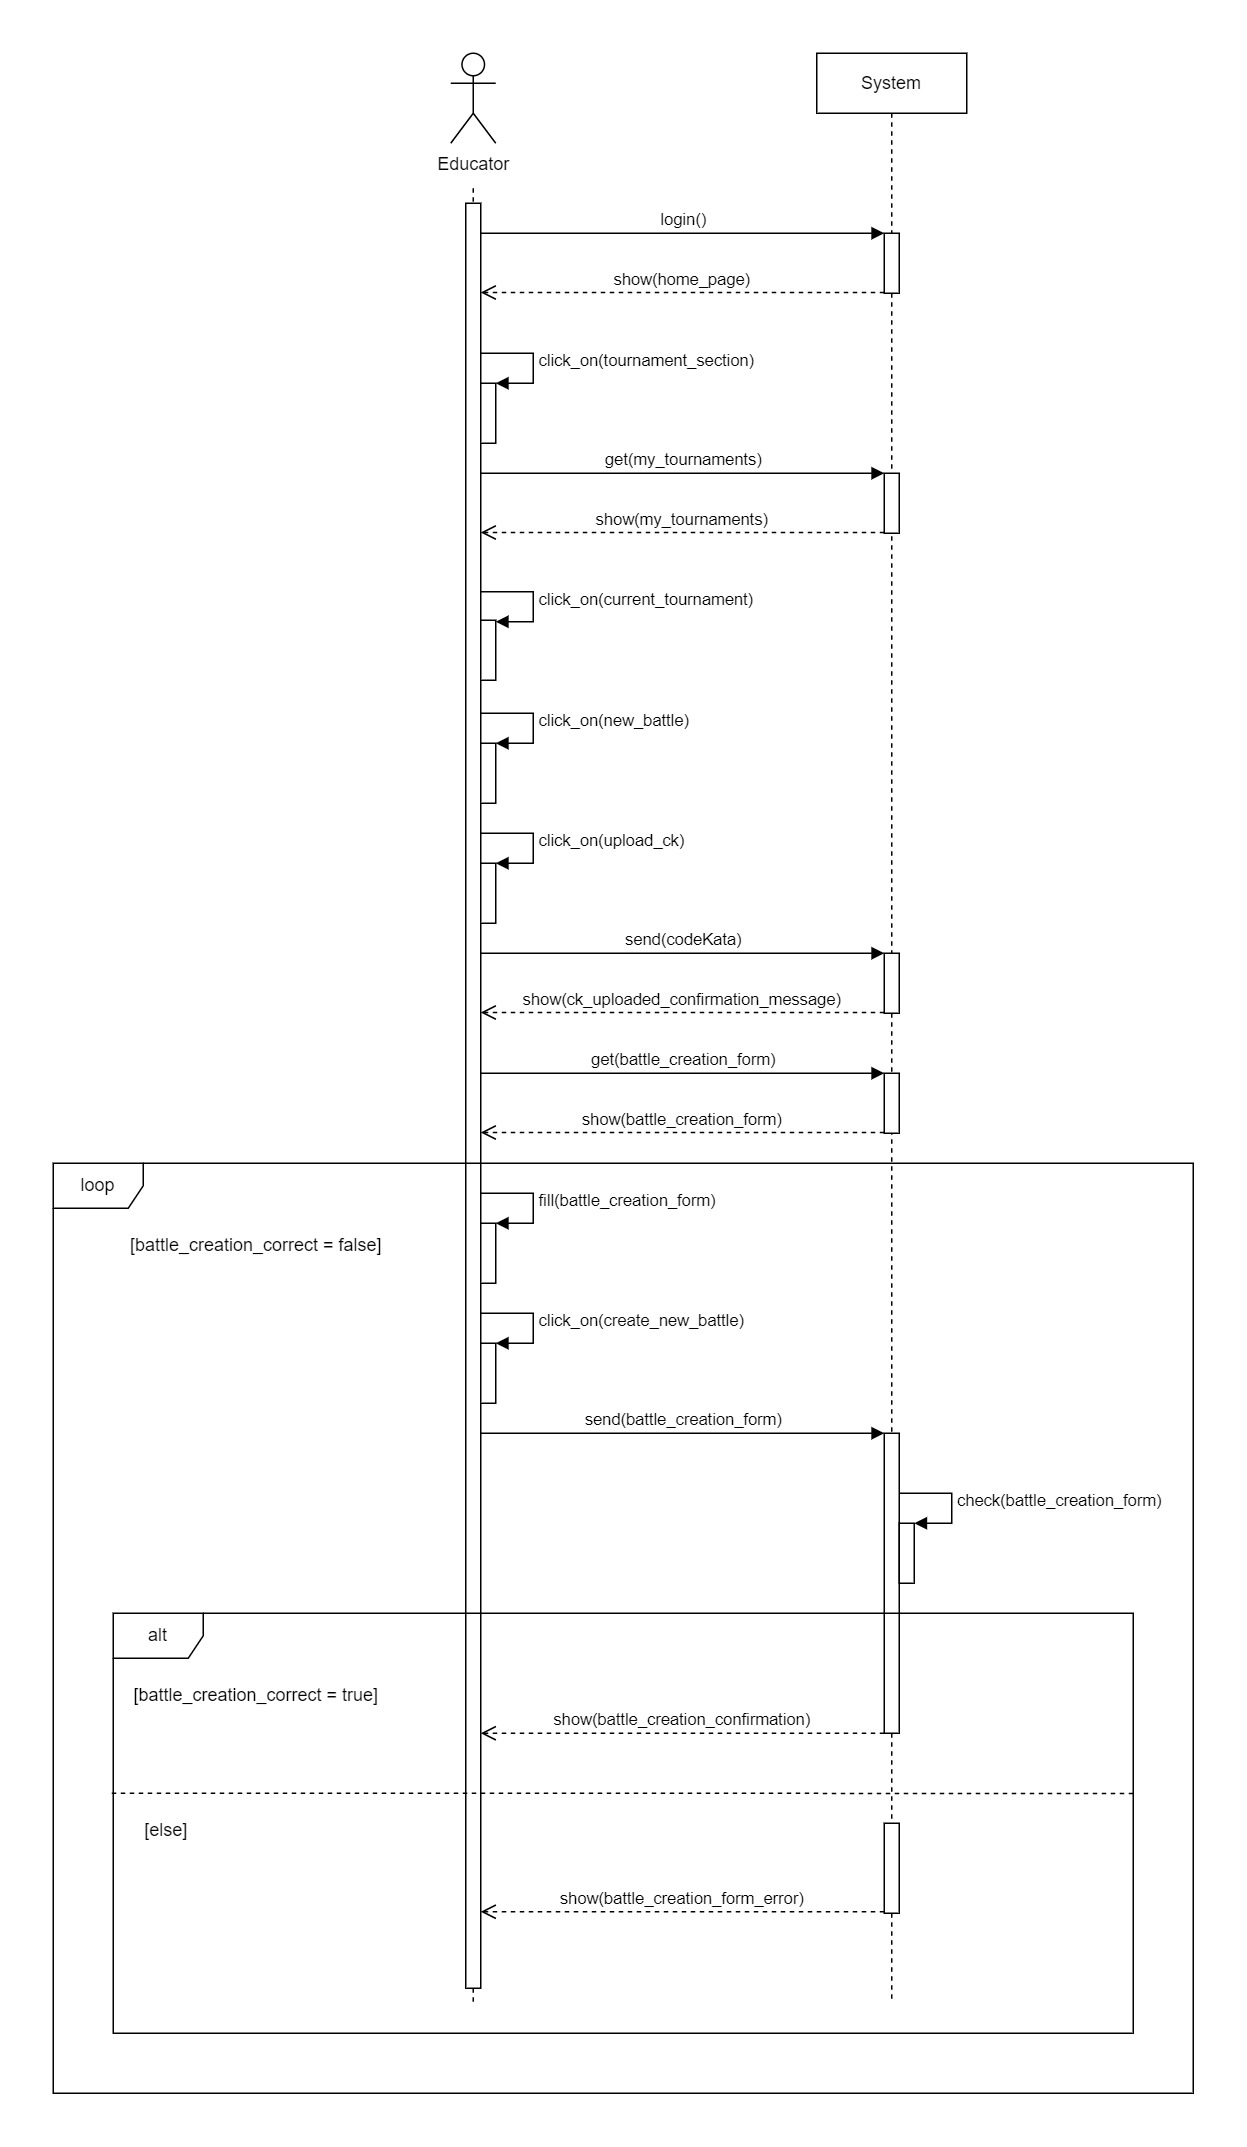 System
Educator
login()
show(home_page)
click_on(tournament_section)
get(my_tournaments)
show(my_tournaments)
click_on(current_tournament)
click_on(new_battle)
click_on(upload_ck)
send(codeKata)
show(ck_uploaded_confirmation_message)
get(battle_creation_form)
show(battle_creation_form)
loop
fill(battle_creation_form)
[battle_creation_correct = false]
click_on(create_new_battle)
send(battle_creation_form)
check(battle_creation_form)
alt
[battle_creation_correct = true]
show(battle_creation_confirmation)
[else]
show(battle_creation_form_error)